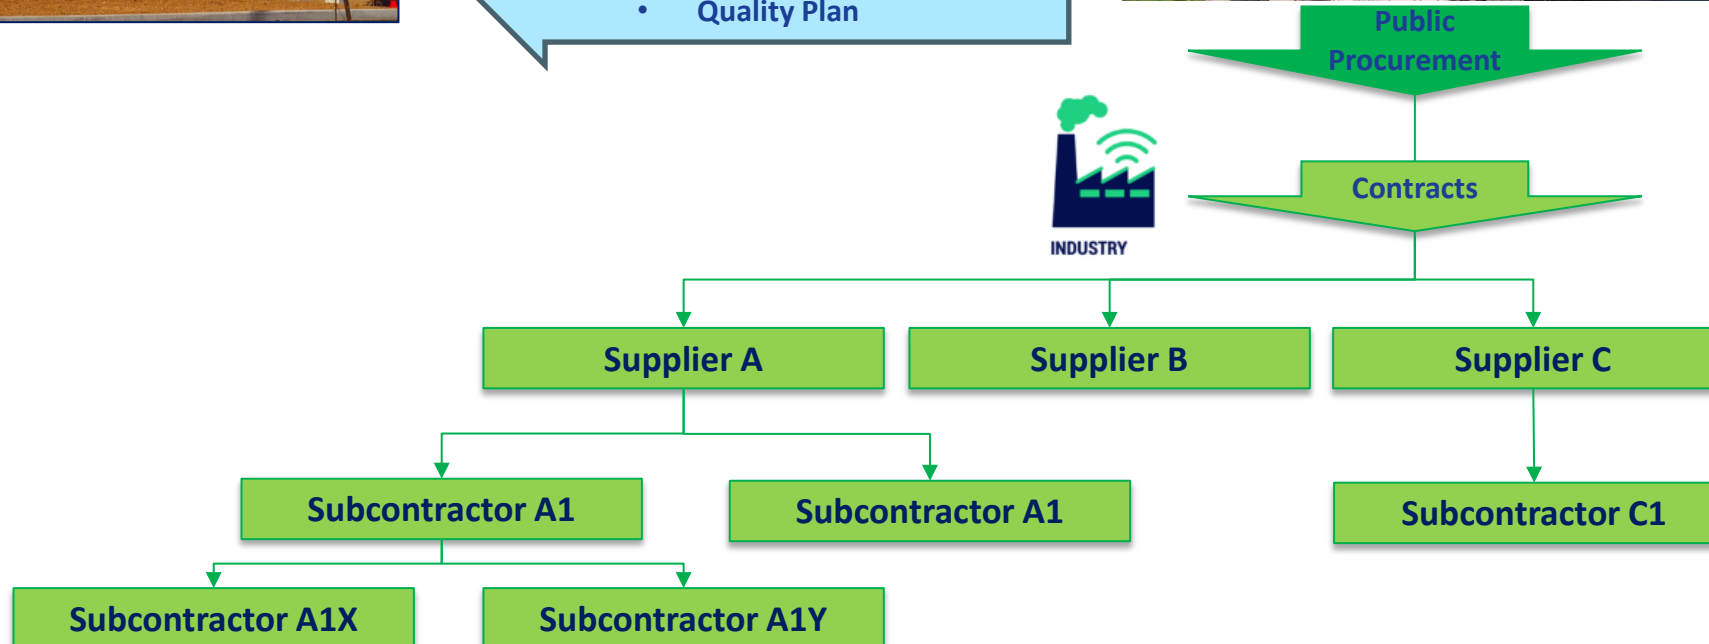 • Quality Plan
Public
Procurement
Contracts
INDUSTRY
Supplier A
Supplier B
Supplier C
Subcontractor A1
Subcontractor A1
Subcontractor C1
Subcontractor A1X
Subcontractor A1Y